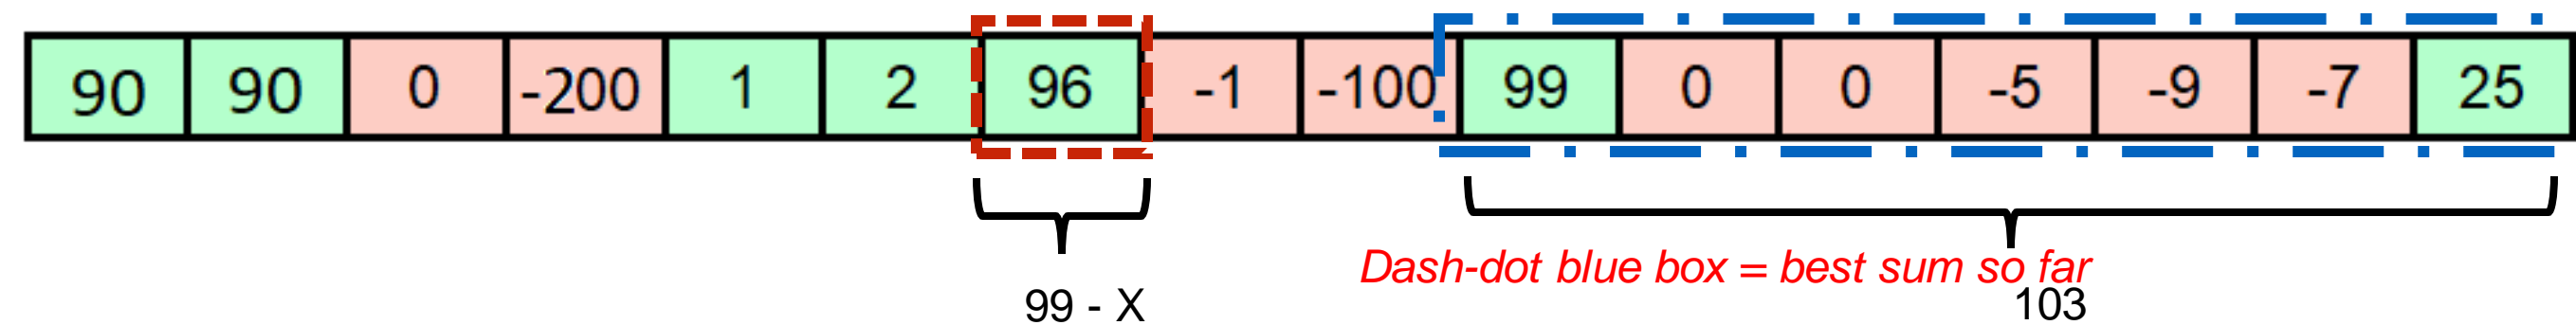 90 90 0 -200 1 2 96 -1 -100 99 0 0 -5 -9 -7 25
Dash-dot blue box = best sum so far
99 - X 103